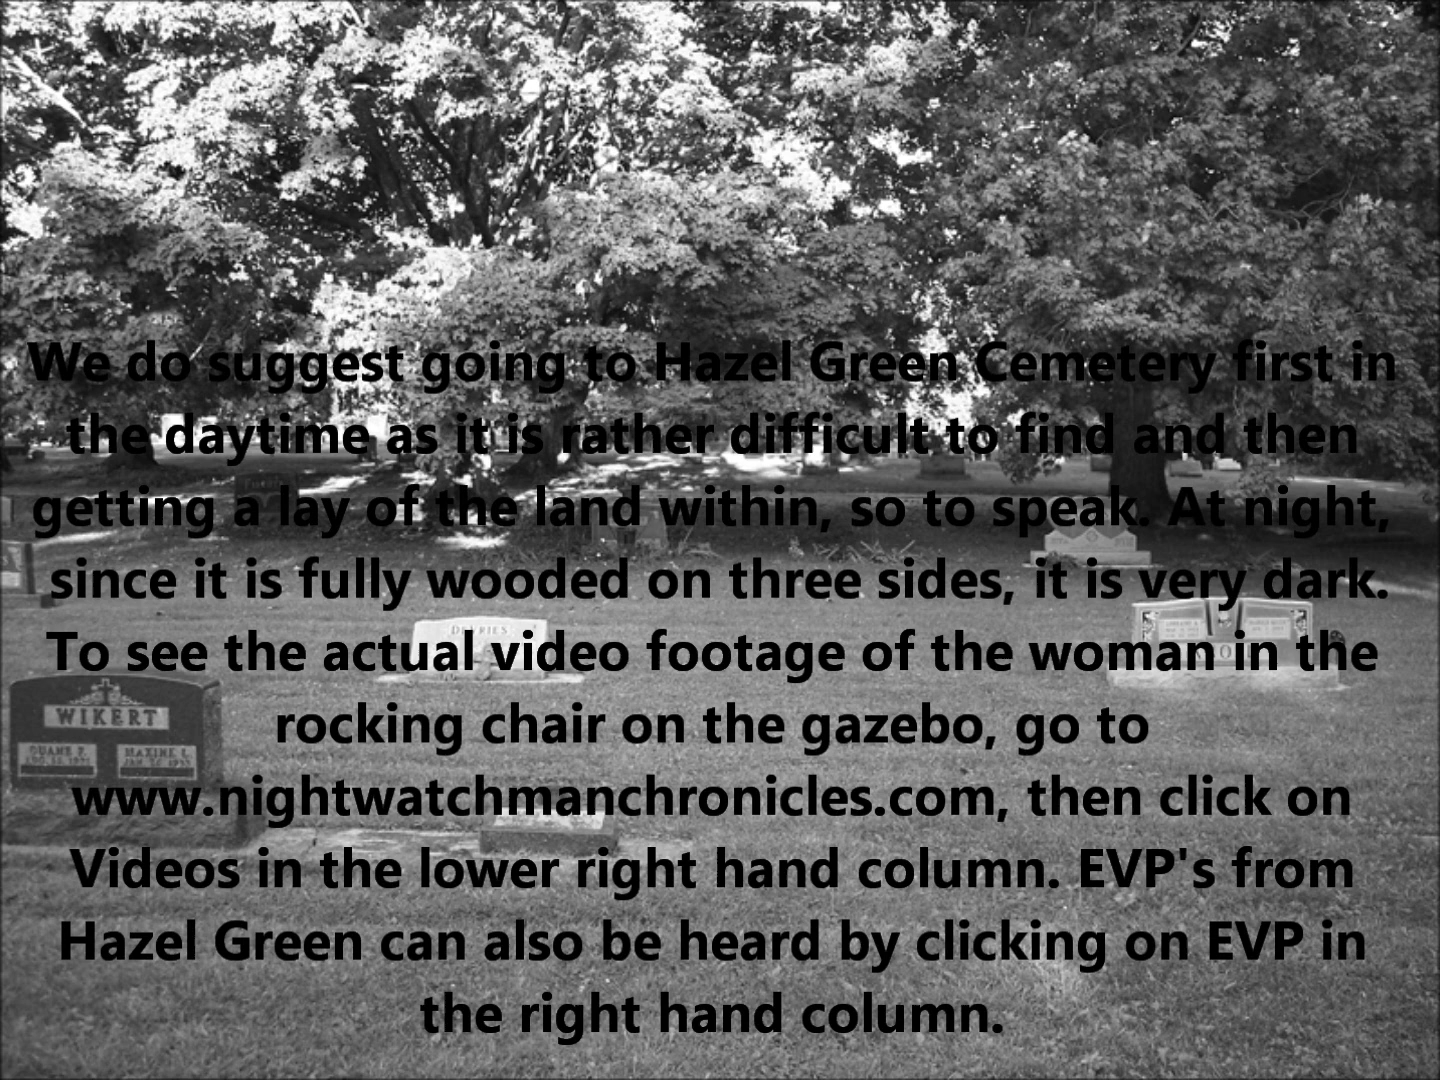 We do suggest going to Hazel Green Cemetery first in
the daytime as it is rather difficult to find and then
getting a lay of the land within, so to speak. At night,
since it is fully wooded on three sides, it is very dark.
To see the actual video footage of the woman in the
rocking chair on the gazebo, go to
www.nightwatchmanchronicles.com, then click on
Videos in the lower right hand column. EVP's from
Hazel Green can also be heard by clicking on EVP in
the right hand column.
DEVRIES
WIKERT
DUANE F.
MAXINE L.